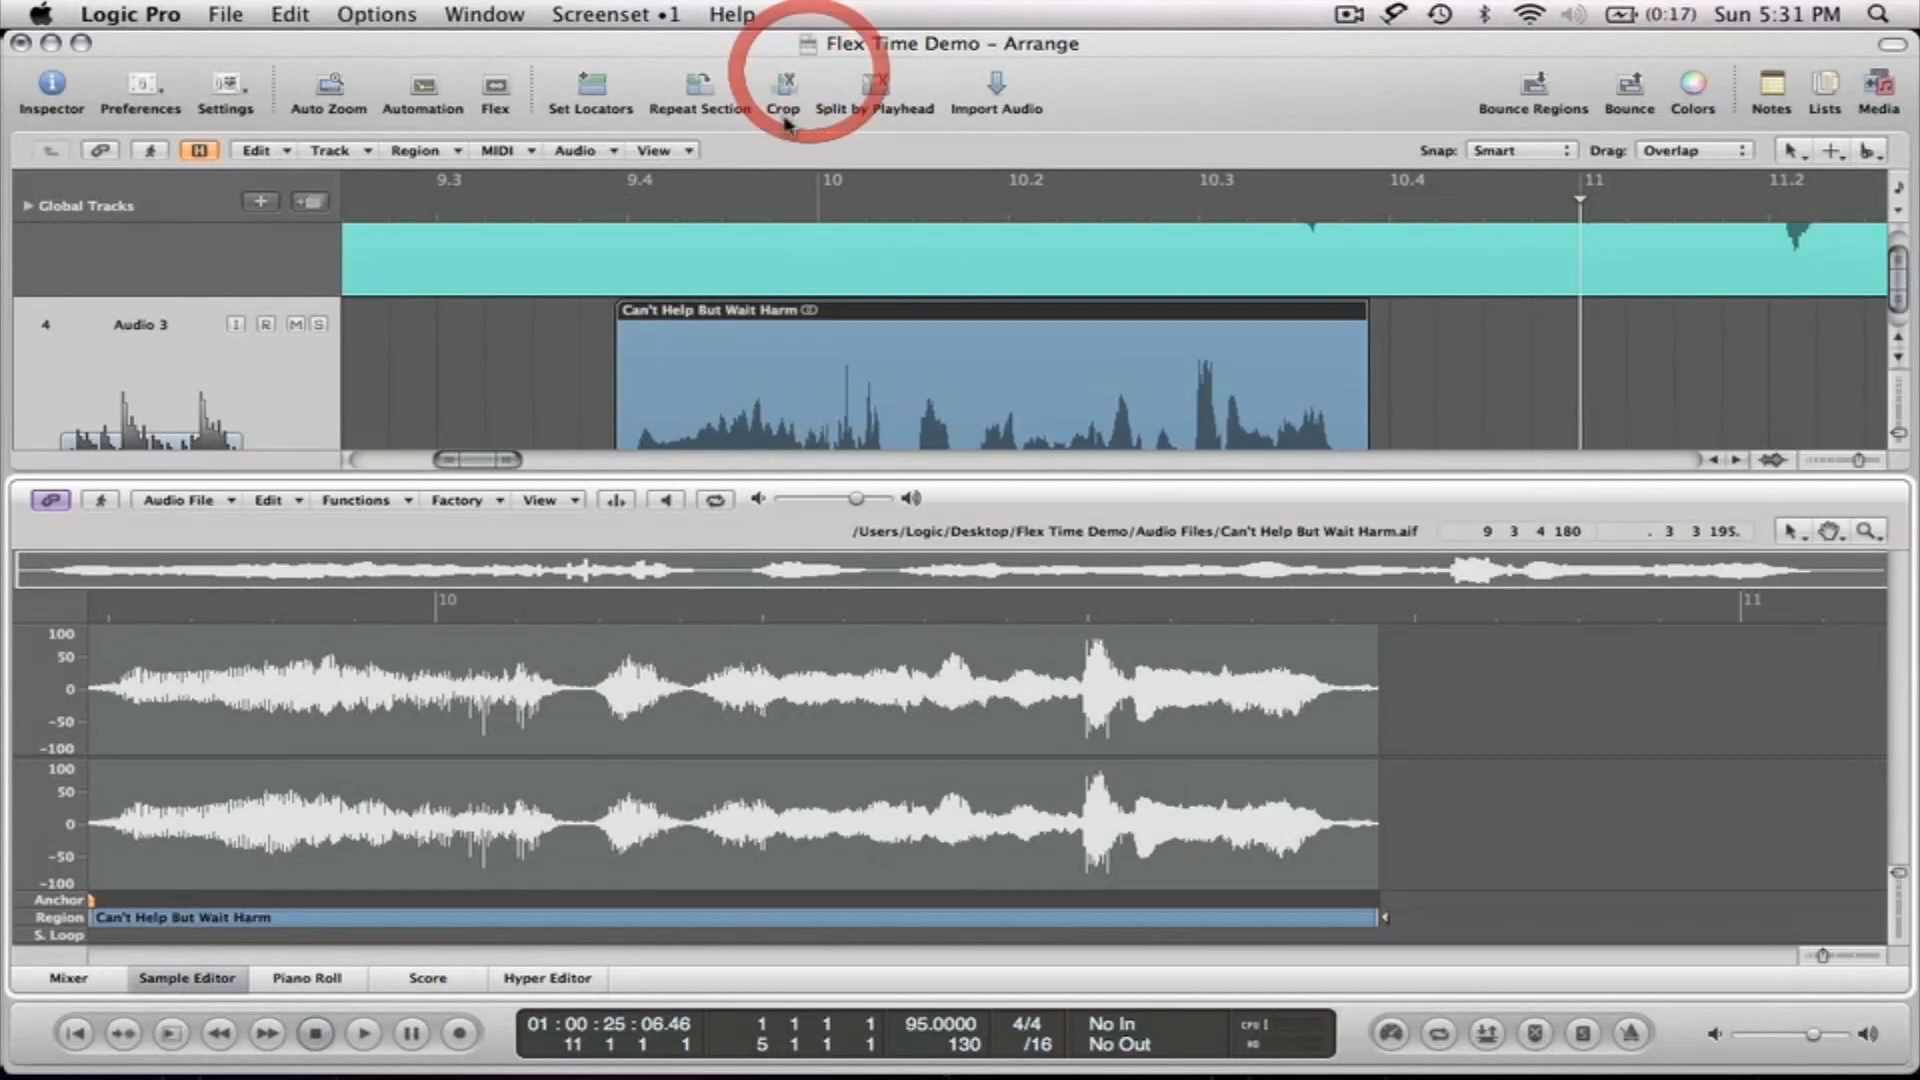 Logic Pro File Edit Options Window Screenset •1 Help (0:17) Sun 5:31 PM
Flex Time Demo – Arrange
Inspector Preferences Settings Auto Zoom Automation Flex Set Locators Repeat Section Crop Split by Playhead Import Audio Bounce Regions Bounce Colors Notes Lists Media
Edit Track Region MIDI Audio View Snap: Smart Drag: Overlap
9.3 9.4 10 10.2 10.3 10.4 11 11.2
Global Tracks
Can't Help But Wait Harm
4 Audio 3 I R M S
Audio File Edit Functions Factory View
/Users/Logic/Desktop/Flex Time Demo/Audio Files/Can't Help But Wait Harm.aif 9 3 4 180 . 3 3 195.
10 11
100
50
0
-50
-100
100
50
0
-50
-100
Anchor
Region Can't Help But Wait Harm
S. Loop
Mixer Sample Editor Piano Roll Score Hyper Editor
01 : 00 : 25 : 06.46 1 1 1 1 95.0000 4/4 No In CPU
11 1 1 1 5 1 1 1 130 /16 No Out HD